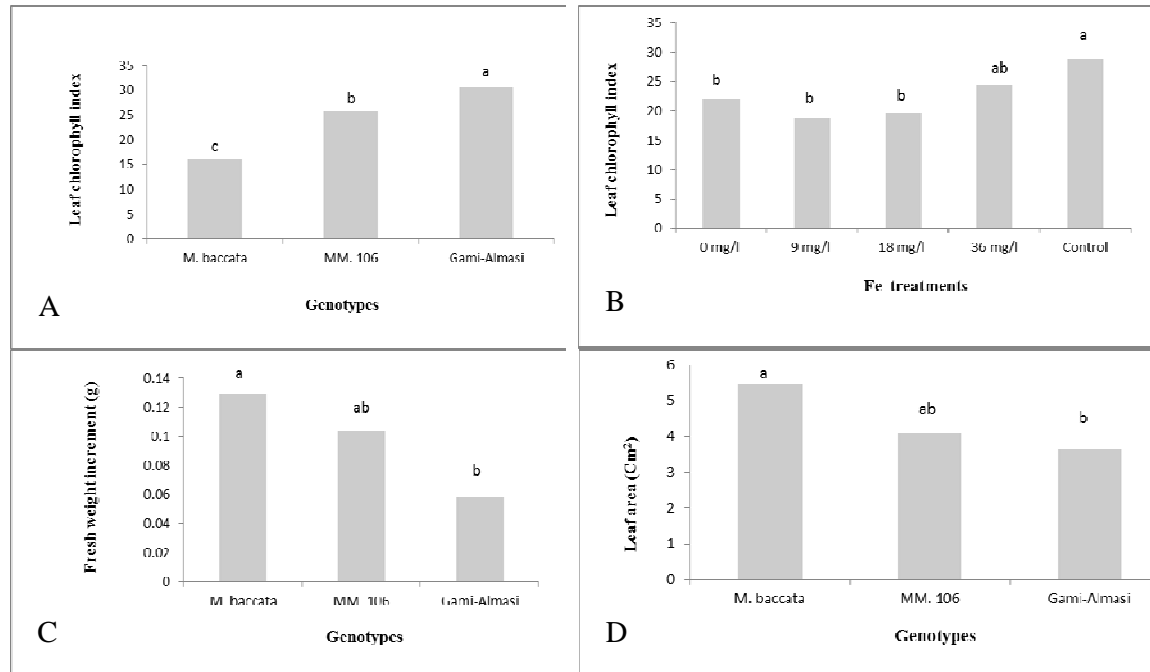 Leaf chlorophyll index
35
30
25
20
15
10
5
0
c
b
a
M. baccata
MM. 106
Gami-Almasi
Genotypes
A
Leaf chlorophyll index
35
30
25
20
15
10
5
0
b
b
b
ab
a
0 mg/l
9 mg/l
18 mg/l
36 mg/l
Control
Fe treatments
B
Fresh weight increment (g)
0.14
0.12
0.1
0.08
0.06
0.04
0.02
0
a
ab
b
M. baccata
MM. 106
Gami-Almasi
Genotypes
C
Leaf area (Cm²)
6
5
4
3
2
1
0
a
ab
b
M. baccata
MM. 106
Gami-Almasi
Genotypes
D